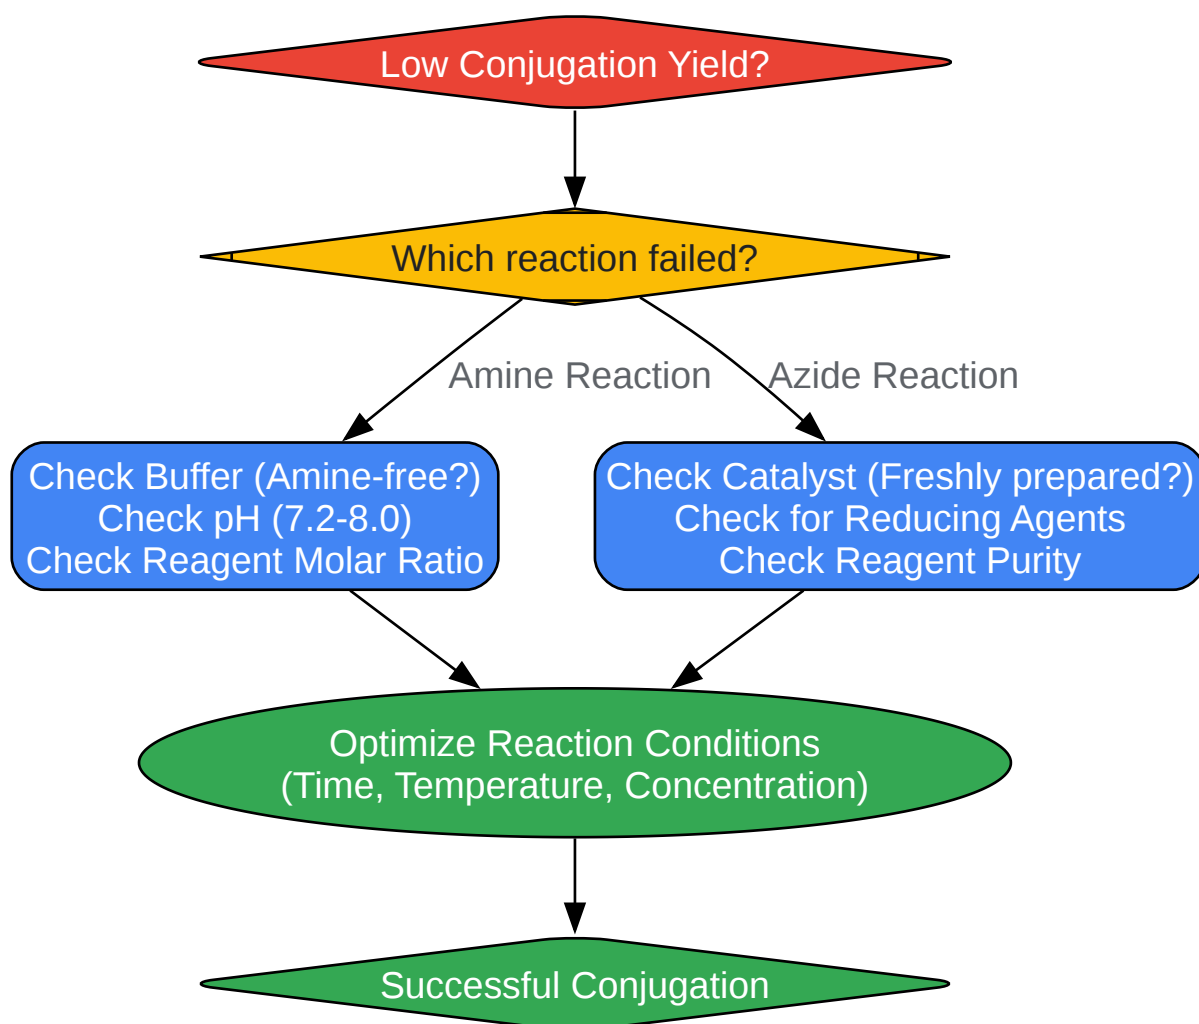 Low Conjugation Yield?
Which reaction failed?
Amine Reaction
Azide Reaction
Check Buffer (Amine-free?)
Check pH (7.2-8.0)
Check Reagent Molar Ratio
Check Catalyst (Freshly prepared?)
Check for Reducing Agents
Check Reagent Purity
Optimize Reaction Conditions
(Time, Temperature, Concentration)
Successful Conjugation